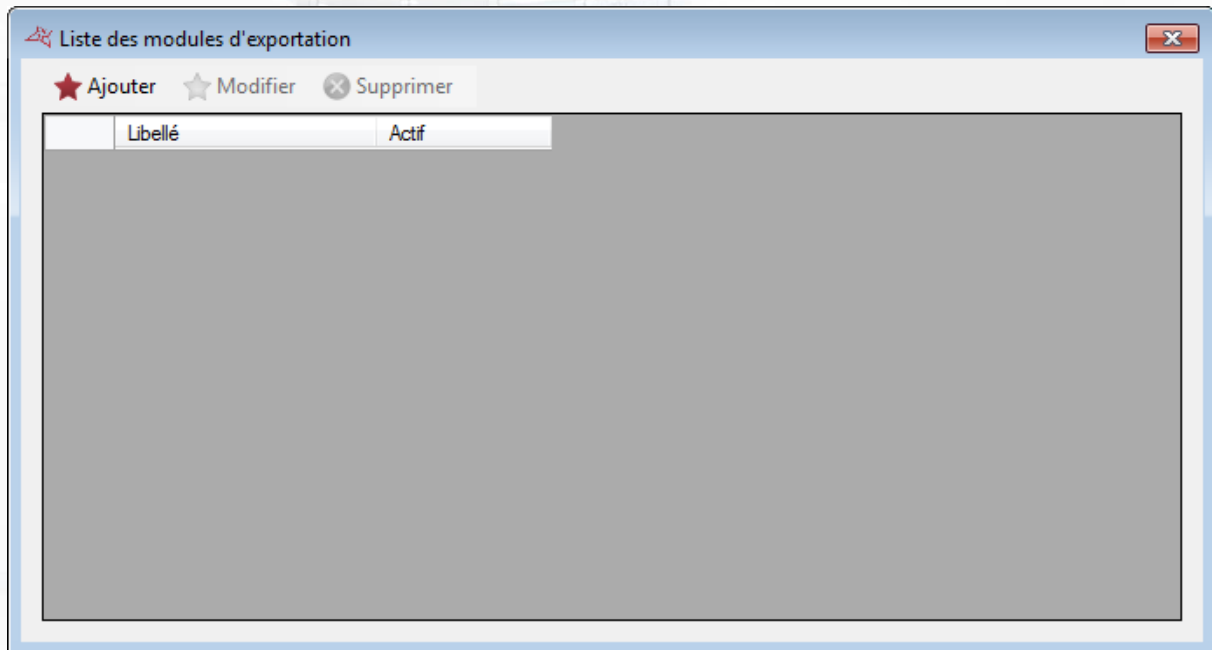 Liste des modules d'exportation
Ajouter Modifier Supprimer
Libellé Actif